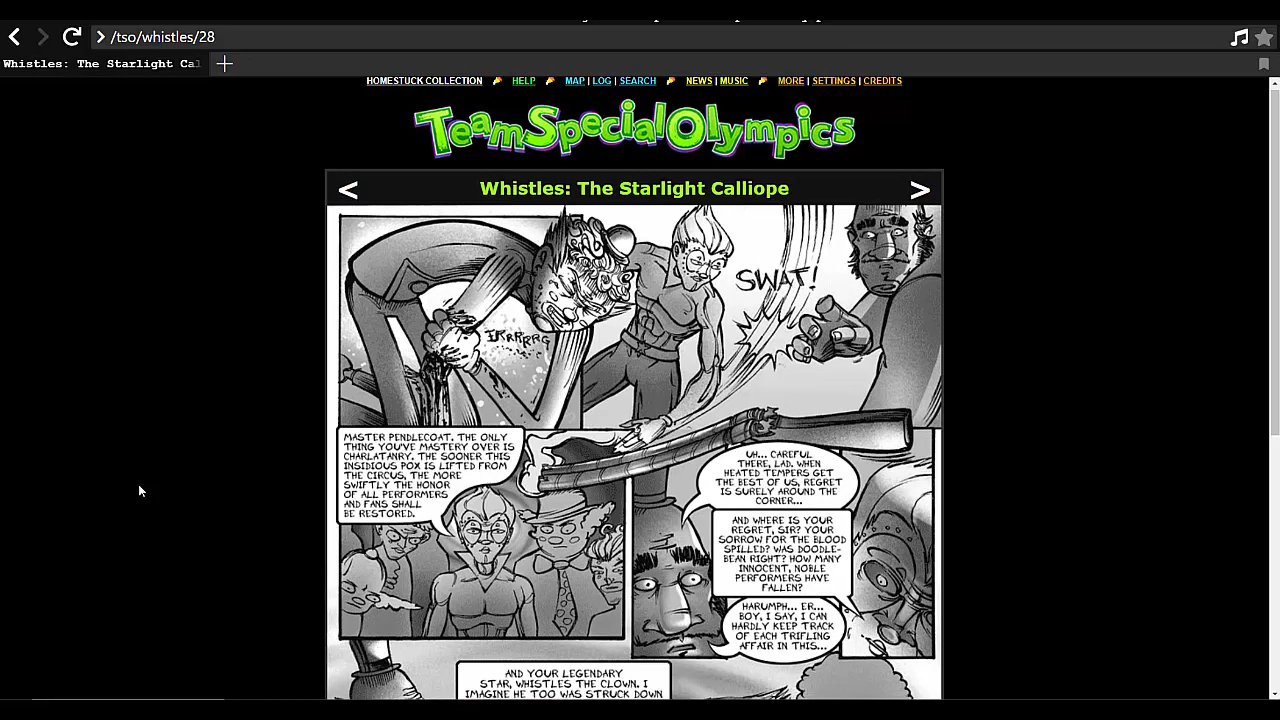 /tso/whistles/28
Whistles: The Starlight Cal
HOMESTUCK COLLECTION HELP MAP | LOG | SEARCH NEWS | MUSIC MORE | SETTINGS | CREDITS
TeamSpecialOlympics
< Whistles: The Starlight Calliope >
SWAT!
MASTER PENDLECOAT. THE ONLY
THING YOU'VE MASTERY OVER IS
CHARLATANRY. THE SOONER THIS
INSIDIOUS POX IS LIFTED FROM
THE CIRCUS, THE MORE
SWIFTLY THE HONOR
OF ALL PERFORMERS
AND FANS SHALL
BE RESTORED.
UH... CAREFUL
THERE, LAD. WHEN
HEATED TEMPERS GET
THE BEST OF US, REGRET
IS SURELY AROUND THE
CORNER...
AND WHERE IS YOUR
REGRET, SIR? YOUR
SORROW FOR THE BLOOD
SPILLED? WAS DOODLE-
BEAN RIGHT? HOW MANY
INNOCENT, NOBLE
PERFORMERS HAVE
FALLEN?
HARUMPH... ER...
BOY, I SAY, I CAN
HARDLY KEEP TRACK
OF EACH TRIFLING
AFFAIR IN THIS...
AND YOUR LEGENDARY
STAR, WHISTLES THE CLOWN. I
IMAGINE HE TOO WAS STRUCK DOWN